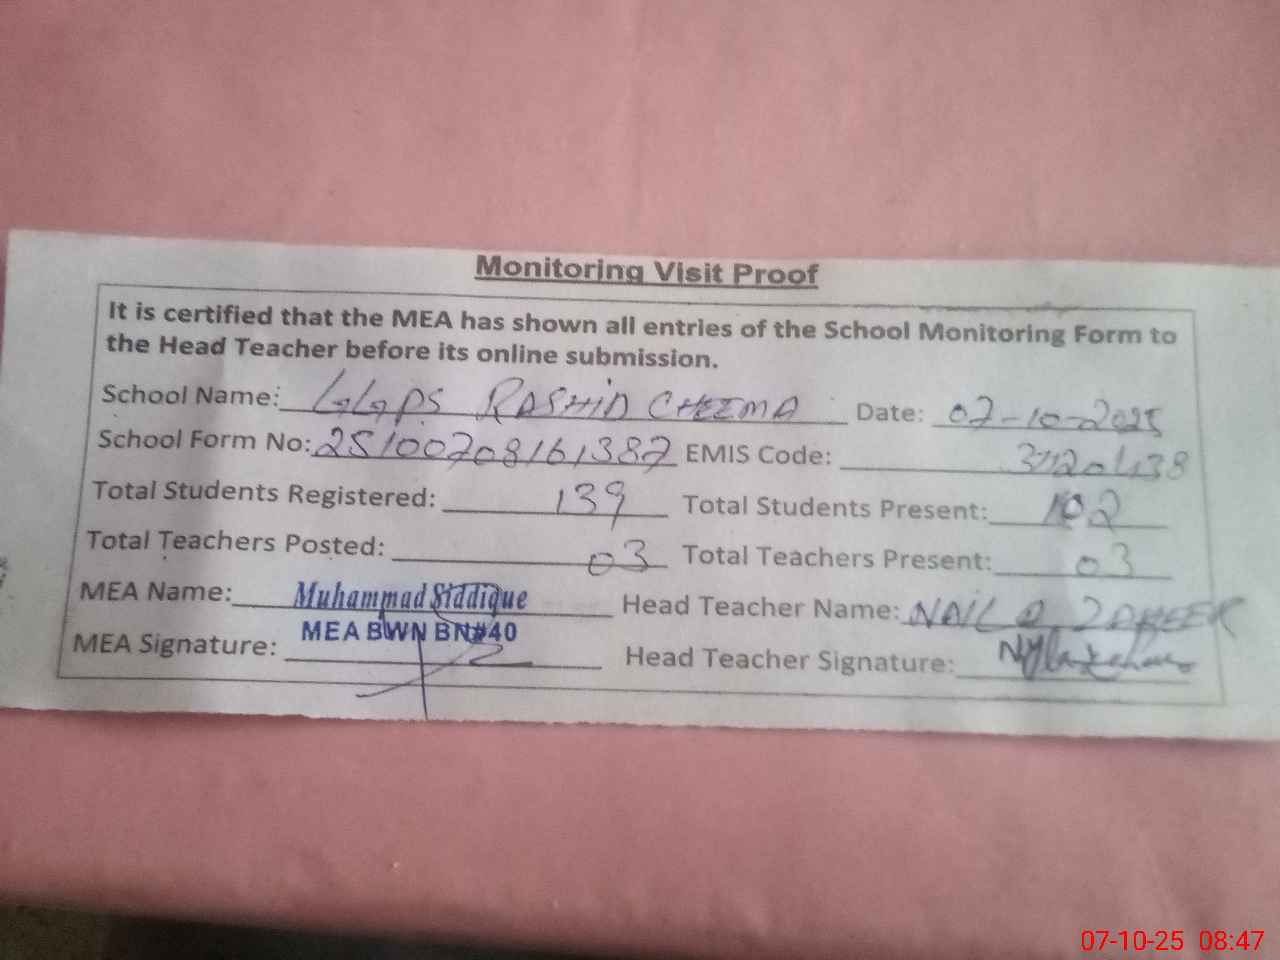 Monitoring Visit Proof
It is certified that the MEA has shown all entries of the School Monitoring Form to
the Head Teacher before its online submission.
School Name: GGPS RASHID CHEEMA Date: 07-10-2025
School Form No: 25100708161387 EMIS Code:
Total Students Registered: 139 Total Students Present: 102
Total Teachers Posted: 03 Total Teachers Present: 03
MEA Name: Muhammad Siddique Head Teacher Name: NAILA ZAHEER
MEA BWN BN#40
MEA Signature: Head Teacher Signature:
07-10-25 08:47